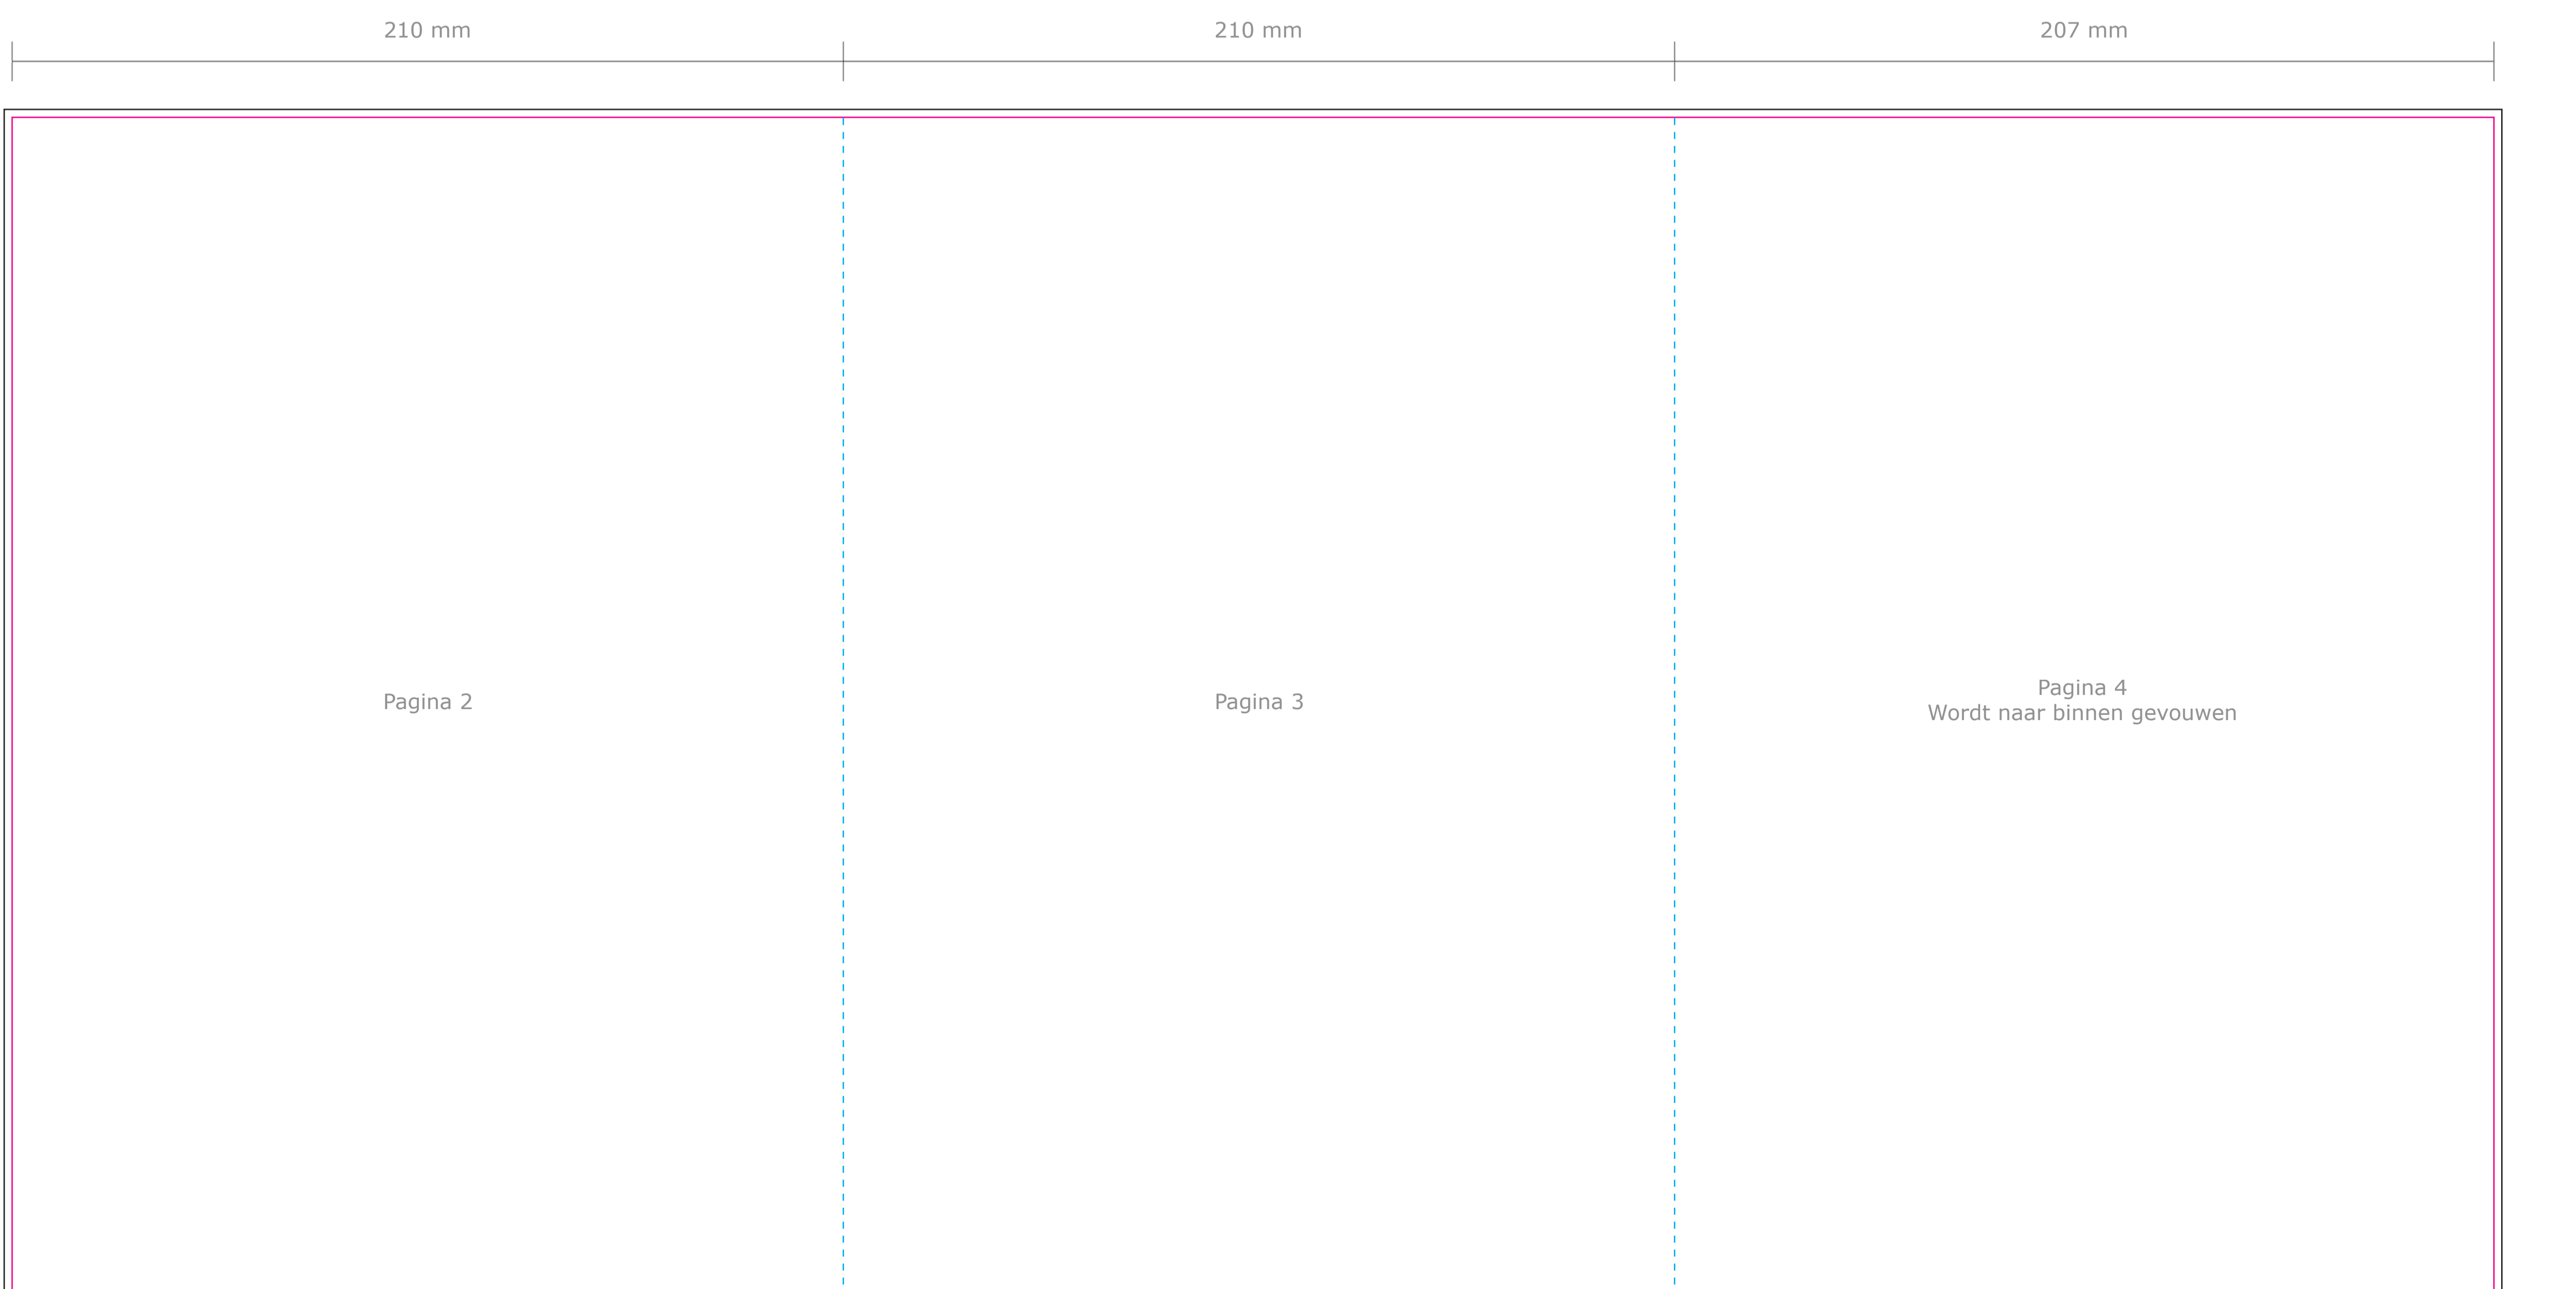 210 mm
210 mm
207 mm
Pagina 2
Pagina 3
Pagina 4
Wordt naar binnen gevouwen